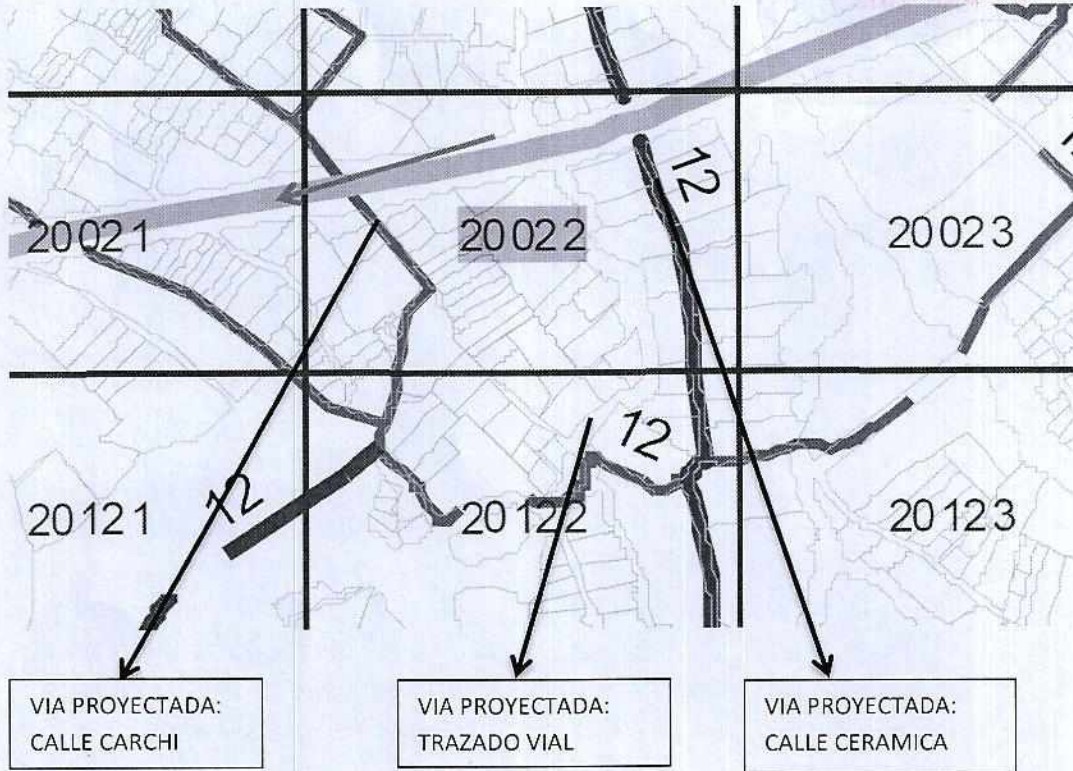 12
20021
20022
20023
12
12
20121
20122
20123
VIA PROYECTADA:
CALLE CARCHI
VIA PROYECTADA:
TRAZADO VIAL
VIA PROYECTADA:
CALLE CERAMICA